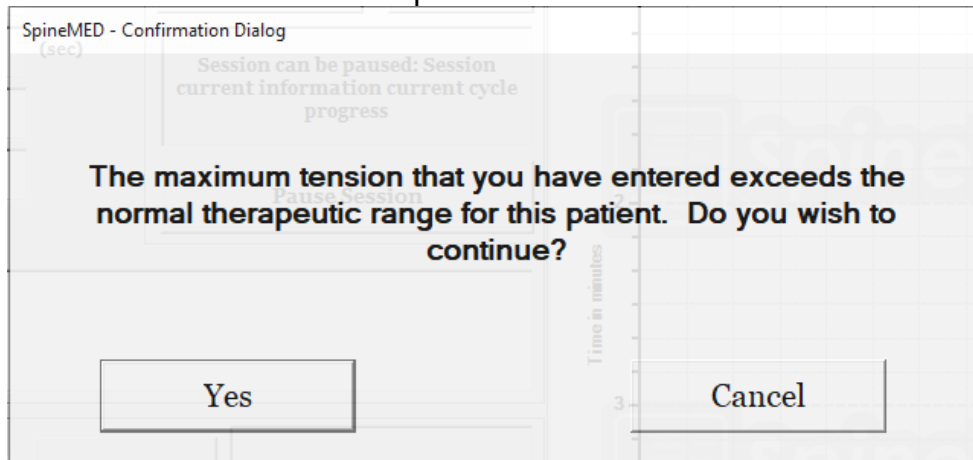 SpineMED - Confirmation Dialog
(sec)
Session can be paused: Session
current information current cycle
progress
The maximum tension that you have entered exceeds the
Pause Session
normal therapeutic range for this patient.  Do you wish to
continue?
2
Time in minutes
Yes
Cancel
3
spine
spine